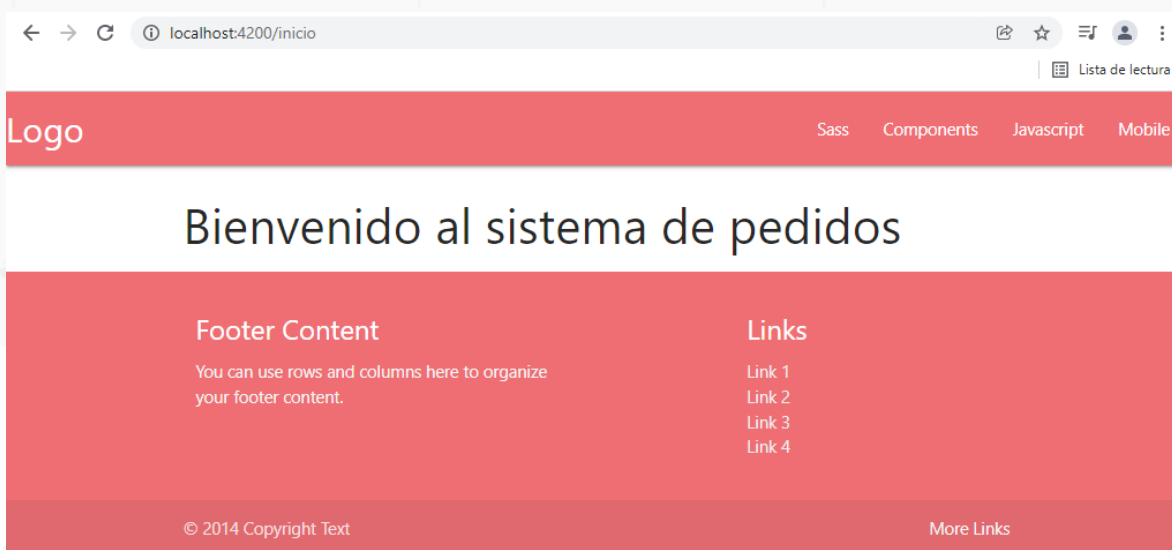 localhost:4200/inicio
Lista de lectura
Logo
Sass Components Javascript Mobile
Bienvenido al sistema de pedidos
Footer Content
You can use rows and columns here to organize
your footer content.
Links
Link 1
Link 2
Link 3
Link 4
© 2014 Copyright Text
More Links